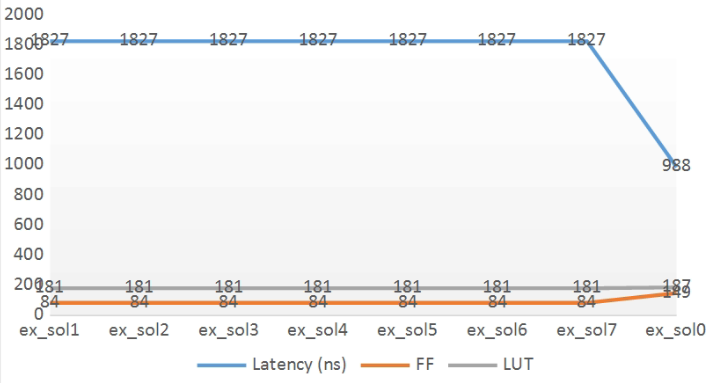 2000
1800
1827 1827 1827 1827 1827 1827 1827
1600
1400
1200
1000
988
800
600
400
200
181 181 181 181 181 181 181 187
84 84 84 84 84 84 84 149
0
ex_sol1 ex_sol2 ex_sol3 ex_sol4 ex_sol5 ex_sol6 ex_sol7 ex_sol0
Latency (ns) FF LUT